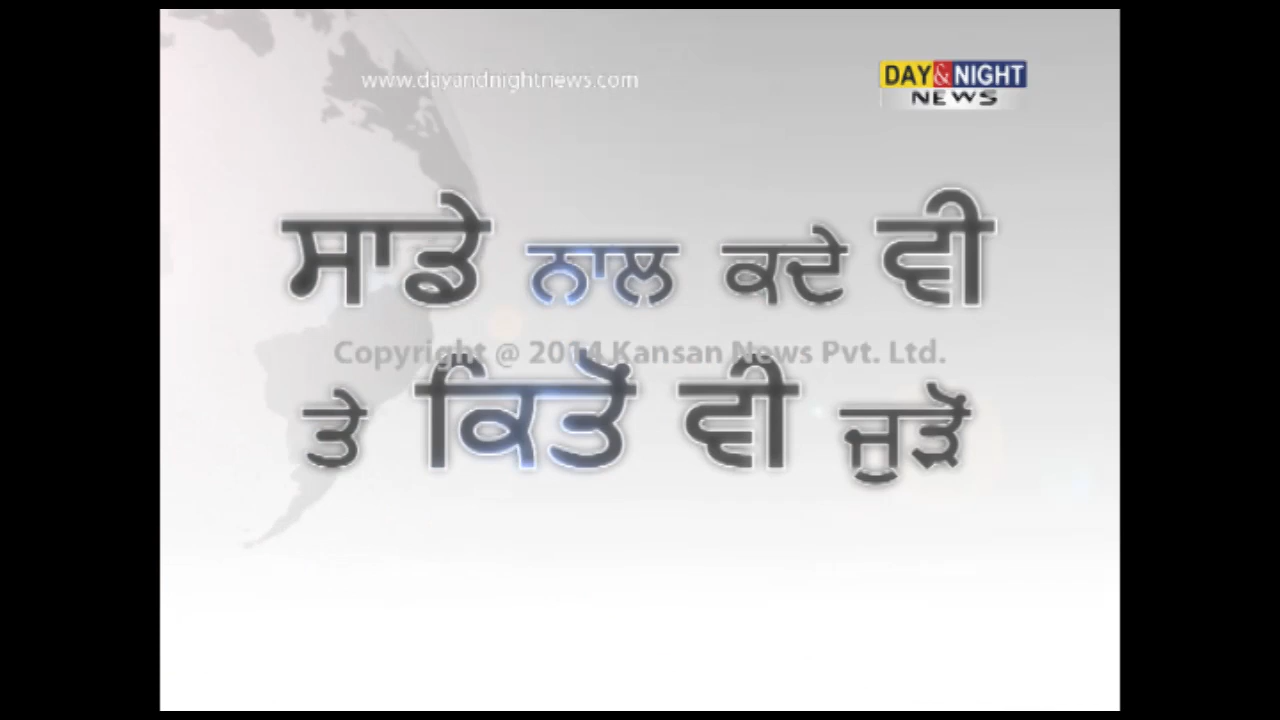 www.dayandnightnews.com
DAY&NIGHT
NEWS
ਸਾਡੇ ਨਾਲ ਕਦੇ ਵੀ
Copyright @ 2014 Kansan News Pvt. Ltd.
ਤੇ ਕਿਤੋਂ ਵੀ ਜੁੜੋਂ